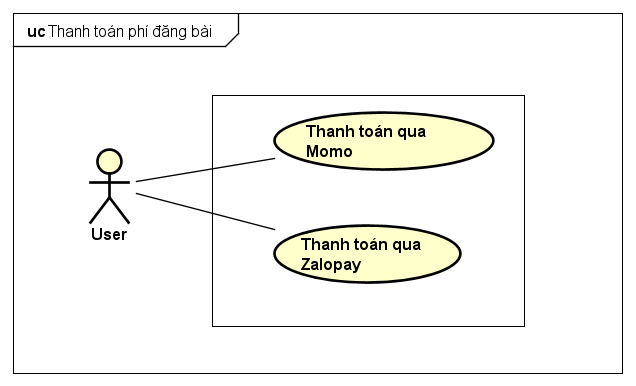 uc Thanh toán phí đăng bài
Thanh toán qua
Momo
User
Thanh toán qua
Zalopay